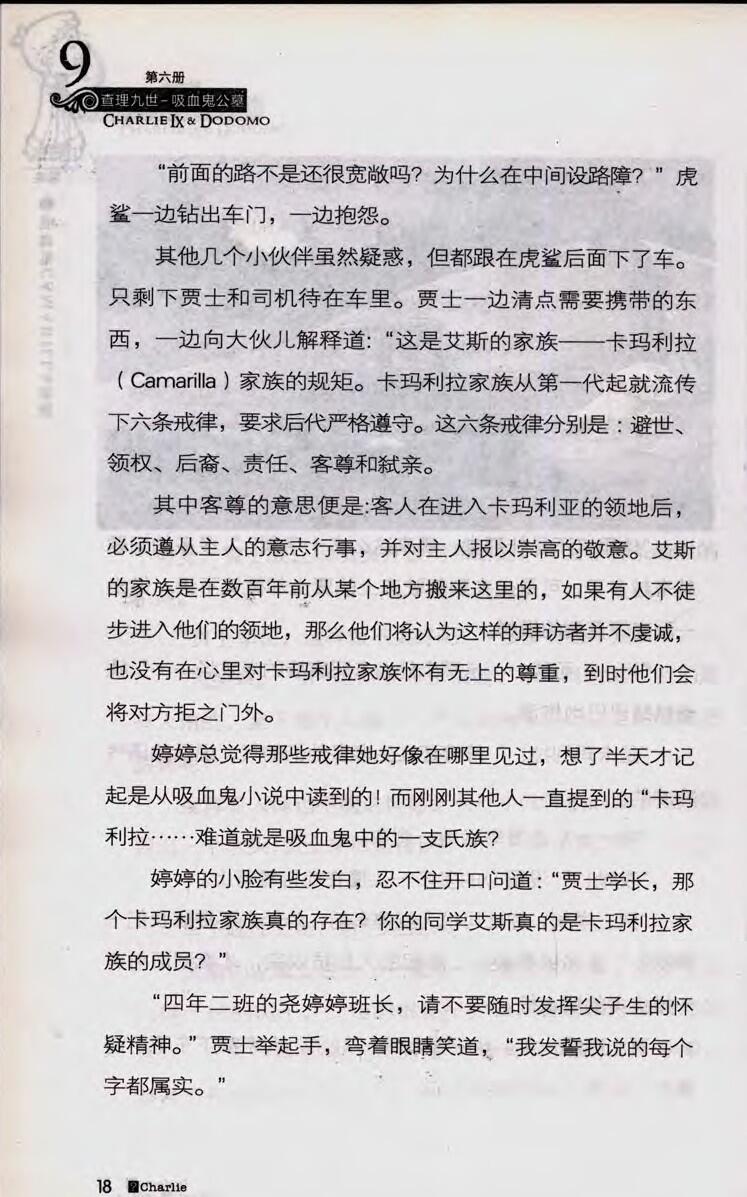 9
第六册
查理九世-吸血鬼公墓
CHARLIE IX & DODOMO
“前面的路不是还很宽敞吗？为什么在中间设路障？”虎
鲨一边钻出车门，一边抱怨。
其他几个小伙伴虽然疑惑，但都跟在虎鲨后面下了车。
只剩下贾士和司机待在车里。贾士一边清点需要携带的东
西，一边向大伙儿解释道：“这是艾斯的家族——卡玛利拉
（Camarilla）家族的规矩。卡玛利拉家族从第一代起就流传
下六条戒律，要求后代严格遵守。这六条戒律分别是：避世、
领权、后裔、责任、客尊和弑亲。
其中客尊的意思便是:客人在进入卡玛利亚的领地后，
必须遵从主人的意志行事，并对主人报以崇高的敬意。艾斯
的家族是在数百年前从某个地方搬来这里的，如果有人不徒
步进入他们的领地，那么他们将认为这样的拜访者并不虔诚，
也没有在心里对卡玛利拉家族怀有无上的尊重，到时他们会
将对方拒之门外。
婷婷总觉得那些戒律她好像在哪里见过，想了半天才记
起是从吸血鬼小说中读到的！而刚刚其他人一直提到的“卡玛
利拉……难道就是吸血鬼中的一支氏族？
婷婷的小脸有些发白，忍不住开口问道：“贾士学长，那
个卡玛利拉家族真的存在？你的同学艾斯真的是卡玛利拉家
族的成员？”
“四年二班的尧婷婷班长，请不要随时发挥尖子生的怀
疑精神。”贾士举起手，弯着眼睛笑道，“我发誓我说的每个
字都属实。”
18 Charlie